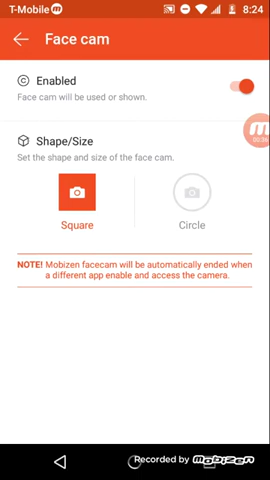 T-Mobile
8:24
Face cam
Enabled
Face cam will be used or shown.
Shape/Size
Set the shape and size of the face cam.
Square
Circle
NOTE! Mobizen facecam will be automatically ended when
a different app enable and access the camera.
Recorded by mobizen